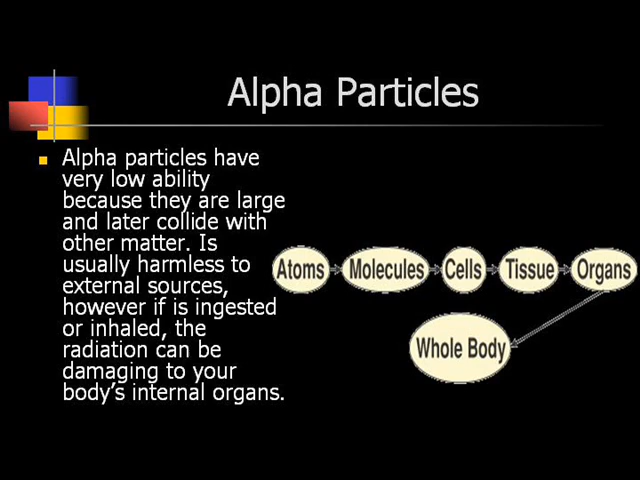 Alpha Particles
Alpha particles have
very low ability
because they are large
and later collide with
other matter. Is
usually harmless to
external sources,
however if is ingested
or inhaled, the
radiation can be
damaging to your
body's internal organs.
Atoms Molecules Cells Tissue Organs
Whole Body